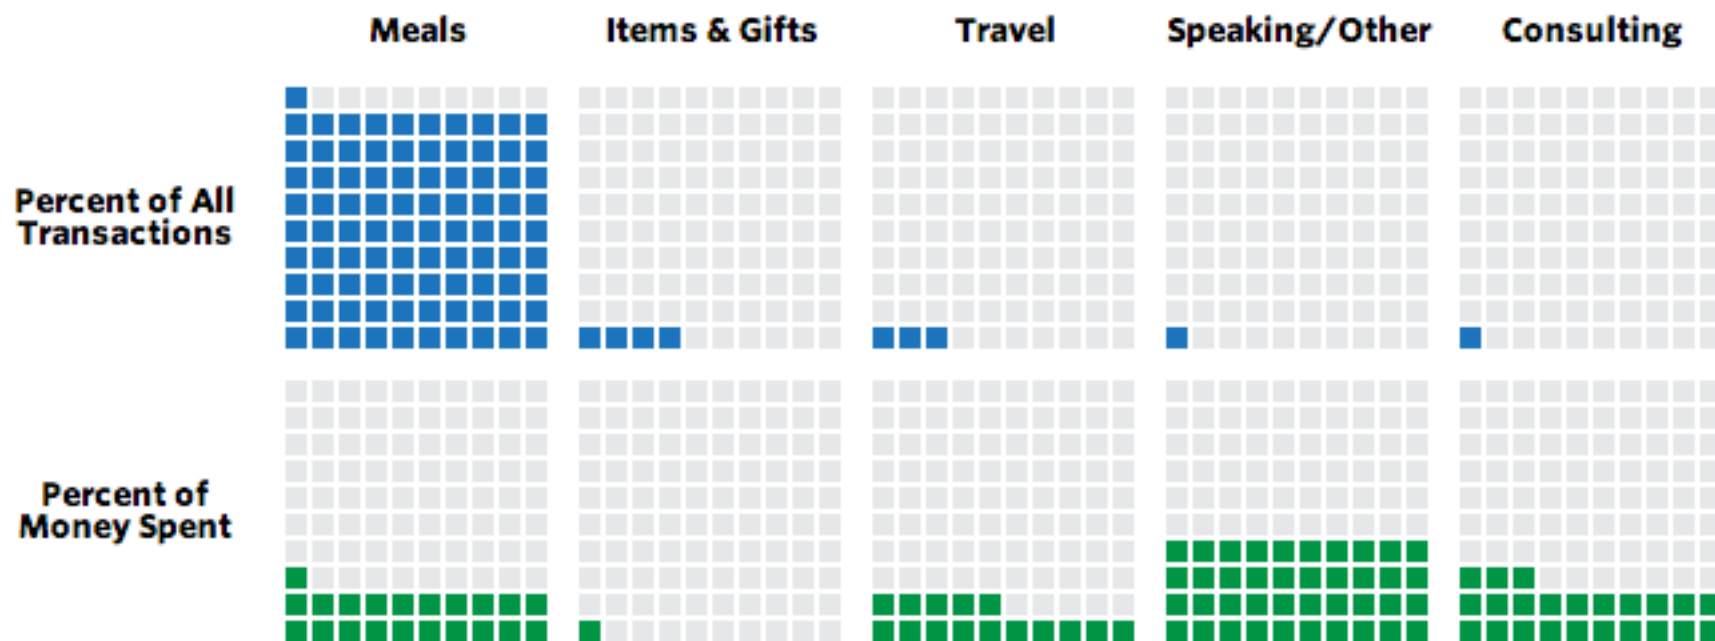 Meals
Items & Gifts
Travel
Speaking/Other
Consulting
Percent of All
Transactions
Percent of
Money Spent